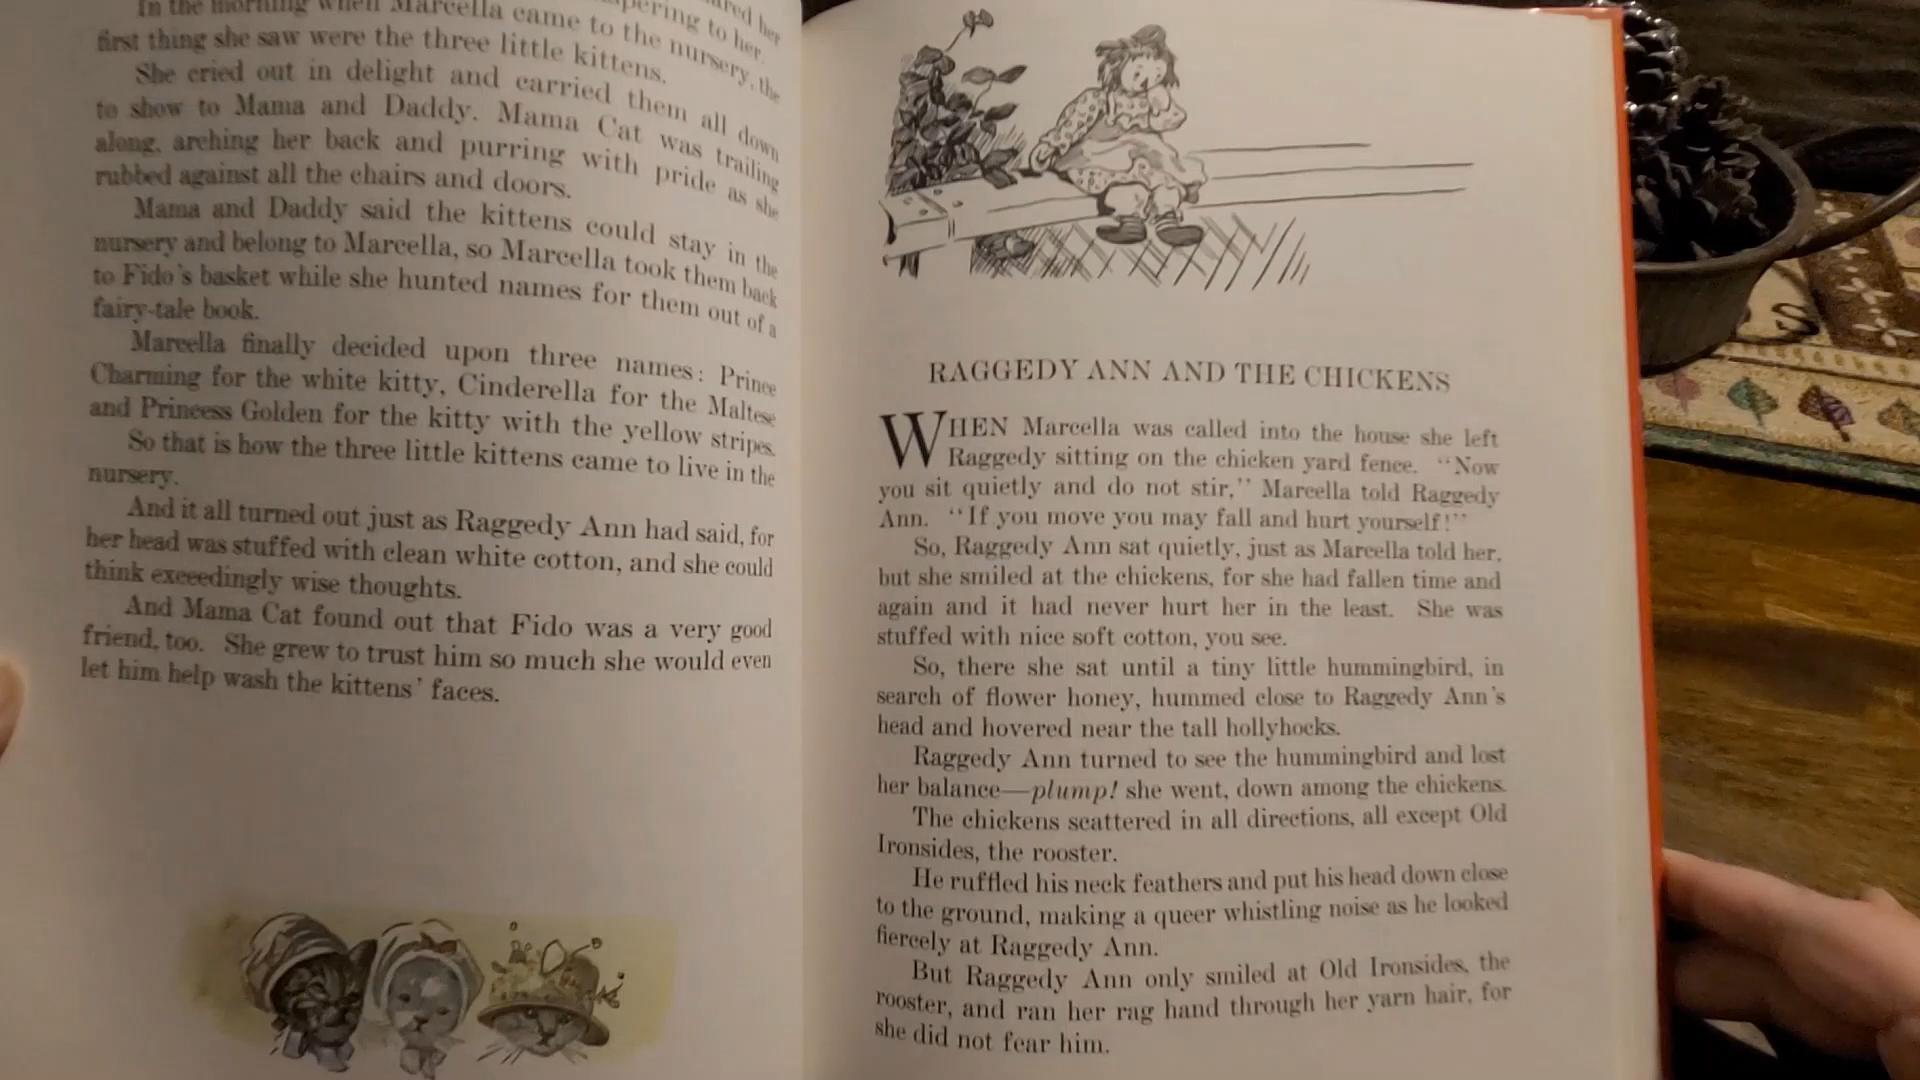 In the morning when Marcella came to the nursery, the
first thing she saw were the three little kittens.
She cried out in delight and carried them all down
to show to Mama and Daddy. Mama Cat was trailing
along, arching her back and purring with pride as she
rubbed against all the chairs and doors.
Mama and Daddy said the kittens could stay in the
nursery and belong to Marcella, so Marcella took them back
to Fido's basket while she hunted names for them out of a
fairy-tale book.
Marcella finally decided upon three names: Prince
Charming for the white kitty, Cinderella for the Maltese
and Princess Golden for the kitty with the yellow stripes.
So that is how the three little kittens came to live in the
nursery.
And it all turned out just as Raggedy Ann had said, for
her head was stuffed with clean white cotton, and she could
think exceedingly wise thoughts.
And Mama Cat found out that Fido was a very good
friend, too. She grew to trust him so much she would even
let him help wash the kittens' faces.
RAGGEDY ANN AND THE CHICKENS
WHEN Marcella was called into the house she left
Raggedy sitting on the chicken yard fence. "Now
you sit quietly and do not stir," Marcella told Raggedy
Ann. "If you move you may fall and hurt yourself!"
So, Raggedy Ann sat quietly, just as Marcella told her,
but she smiled at the chickens, for she had fallen time and
again and it had never hurt her in the least. She was
stuffed with nice soft cotton, you see.
So, there she sat until a tiny little hummingbird, in
search of flower honey, hummed close to Raggedy Ann's
head and hovered near the tall hollyhocks.
Raggedy Ann turned to see the hummingbird and lost
her balance—plump! she went, down among the chickens.
The chickens scattered in all directions, all except Old
Ironsides, the rooster.
He ruffled his neck feathers and put his head down close
to the ground, making a queer whistling noise as he looked
fiercely at Raggedy Ann.
But Raggedy Ann only smiled at Old Ironsides, the
rooster, and ran her rag hand through her yarn hair, for
she did not fear him.